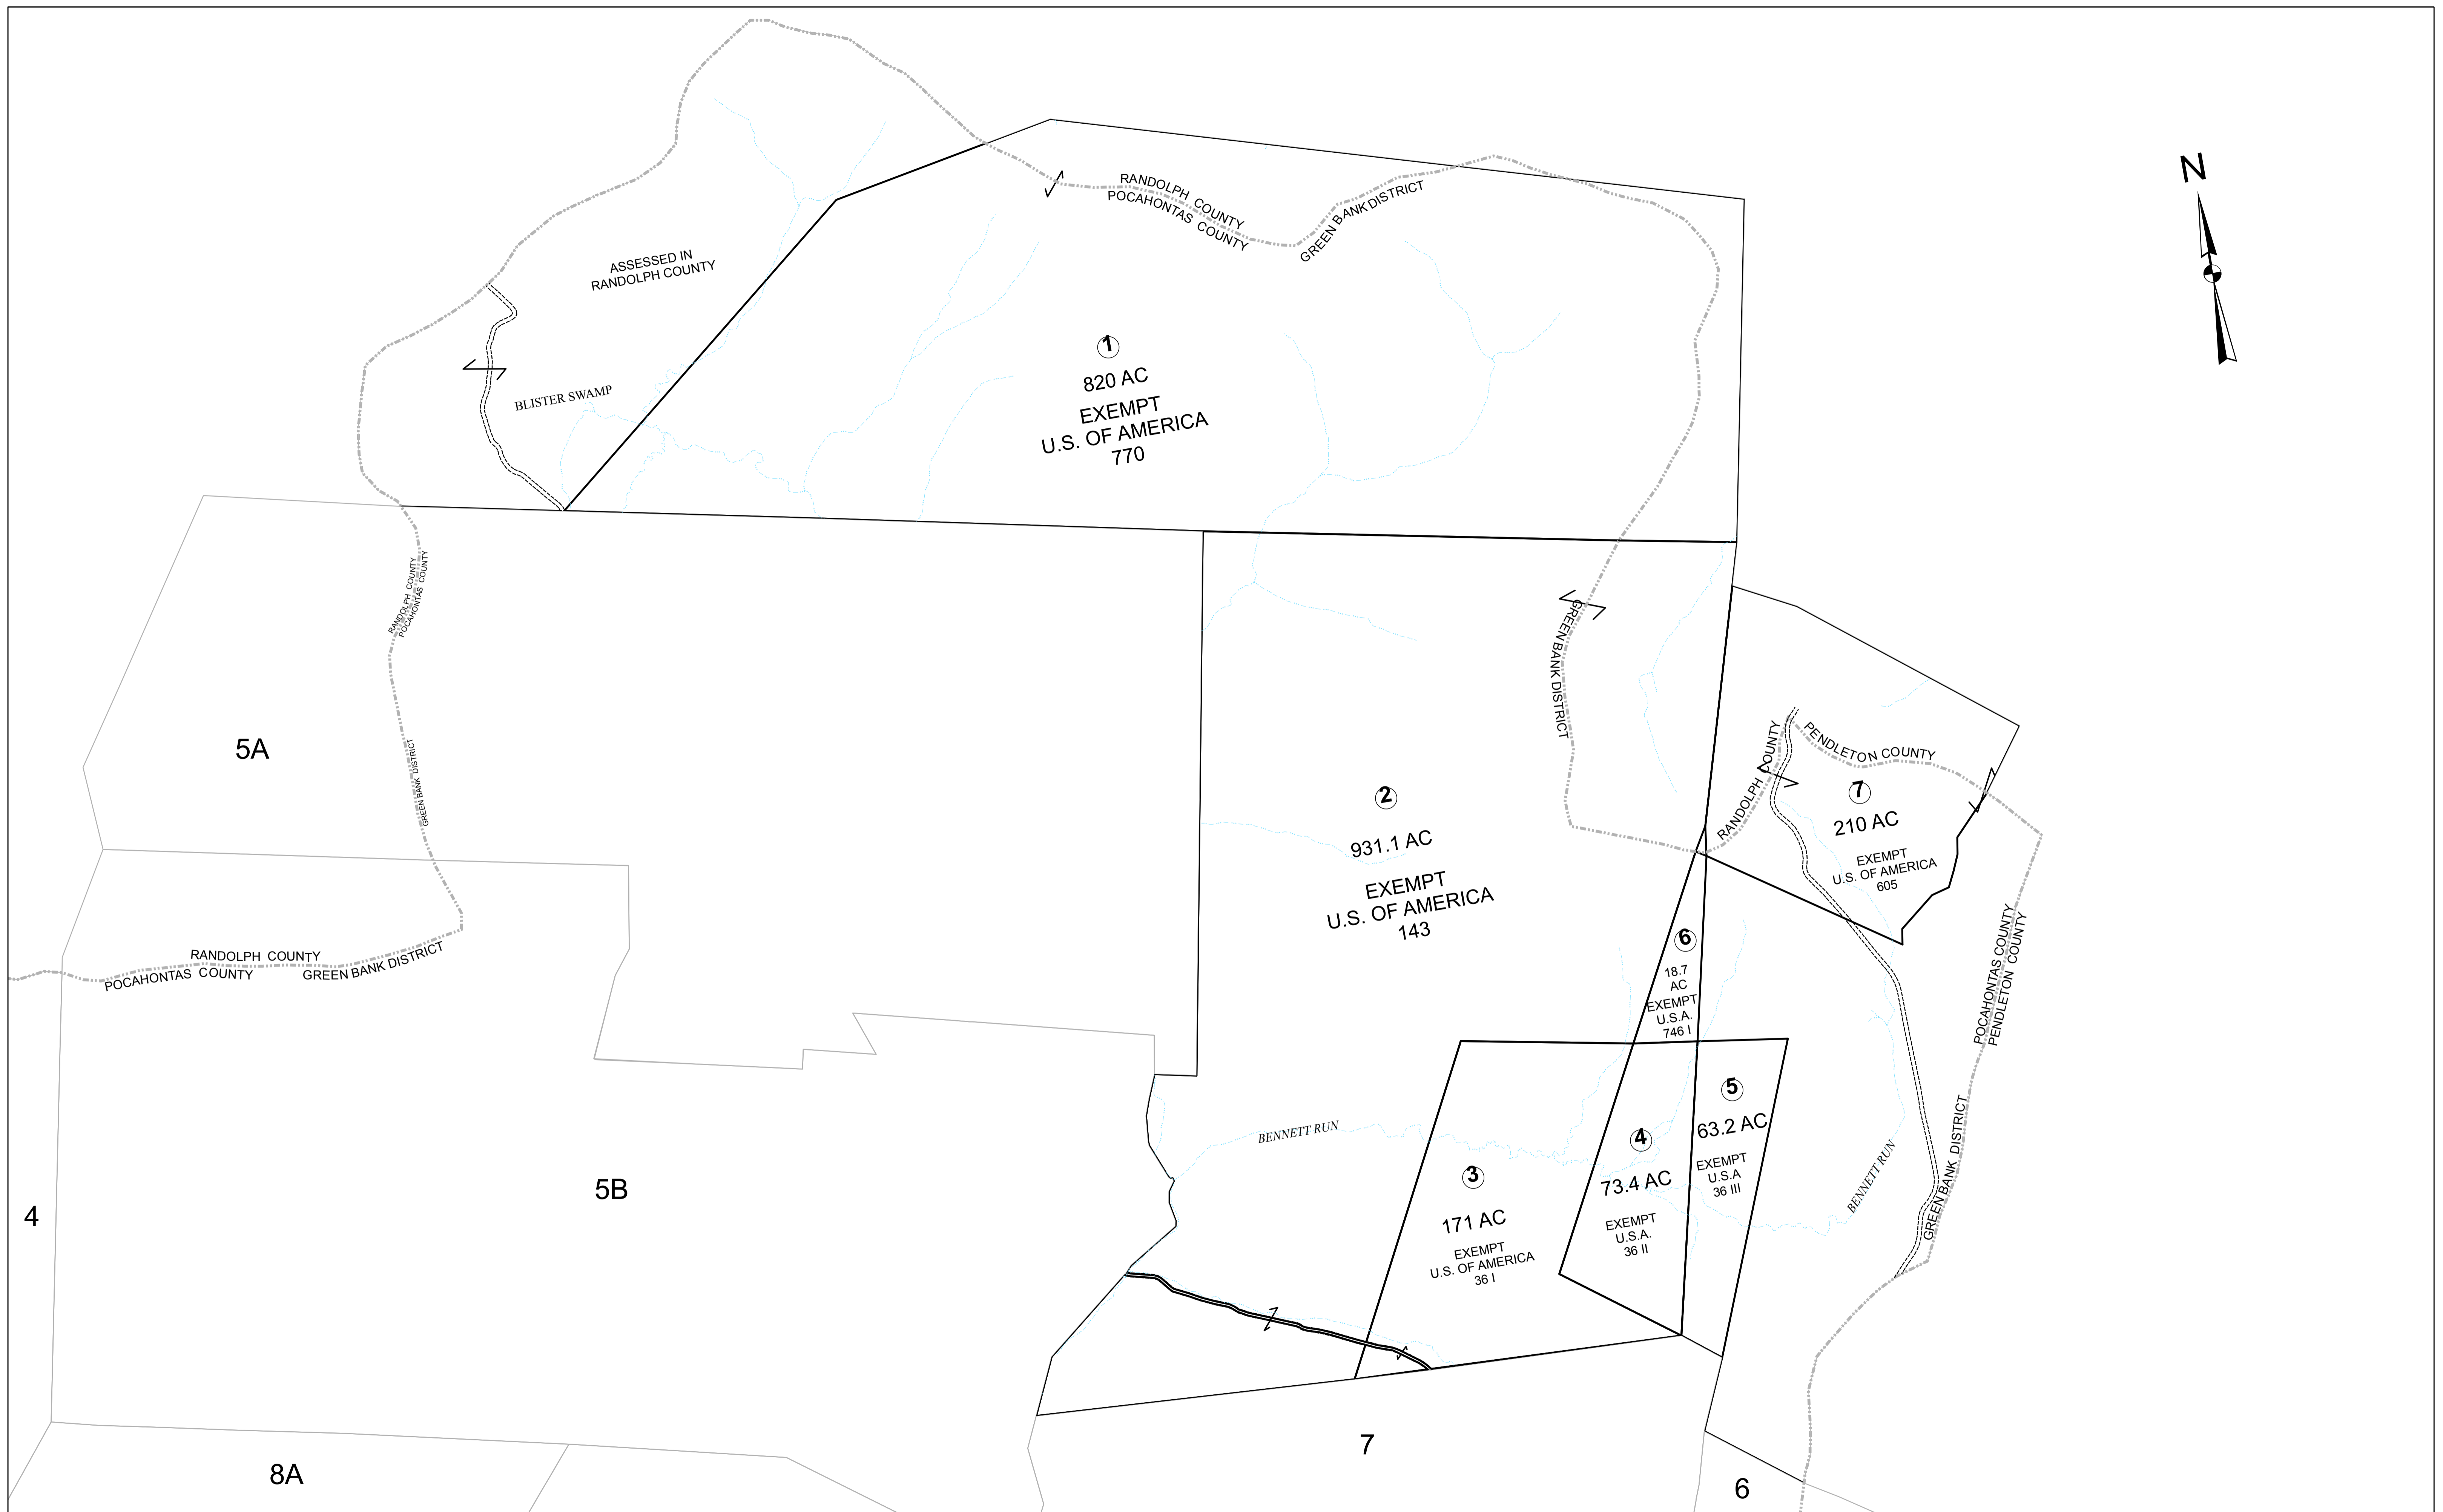 N
RANDOLPH COUNTY
POCAHONTAS COUNTY
GREEN BANK DISTRICT
ASSESSED IN
RANDOLPH COUNTY
BLISTER SWAMP
1
820 AC
EXEMPT
U.S. OF AMERICA
770
RANDOLPH COUNTY
POCAHONTAS COUNTY
GREEN BANK DISTRICT
GREEN BANK DISTRICT
5A
RANDOLPH COUNTY
PENDLETON COUNTY
7
210 AC
EXEMPT
U.S. OF AMERICA
605
2
931.1 AC
EXEMPT
U.S. OF AMERICA
143
RANDOLPH COUNTY
POCAHONTAS COUNTY
GREEN BANK DISTRICT
6
18.7
AC
EXEMPT
U.S.A.
746 I
POCAHONTAS COUNTY
PENDLETON COUNTY
5
63.2 AC
EXEMPT
U.S.A
36 III
BENNETT RUN
4
73.4 AC
EXEMPT
U.S.A.
36 II
3
171 AC
EXEMPT
U.S. OF AMERICA
36 I
BENNETT RUN
GREEN BANK DISTRICT
5B
4
7
8A
6